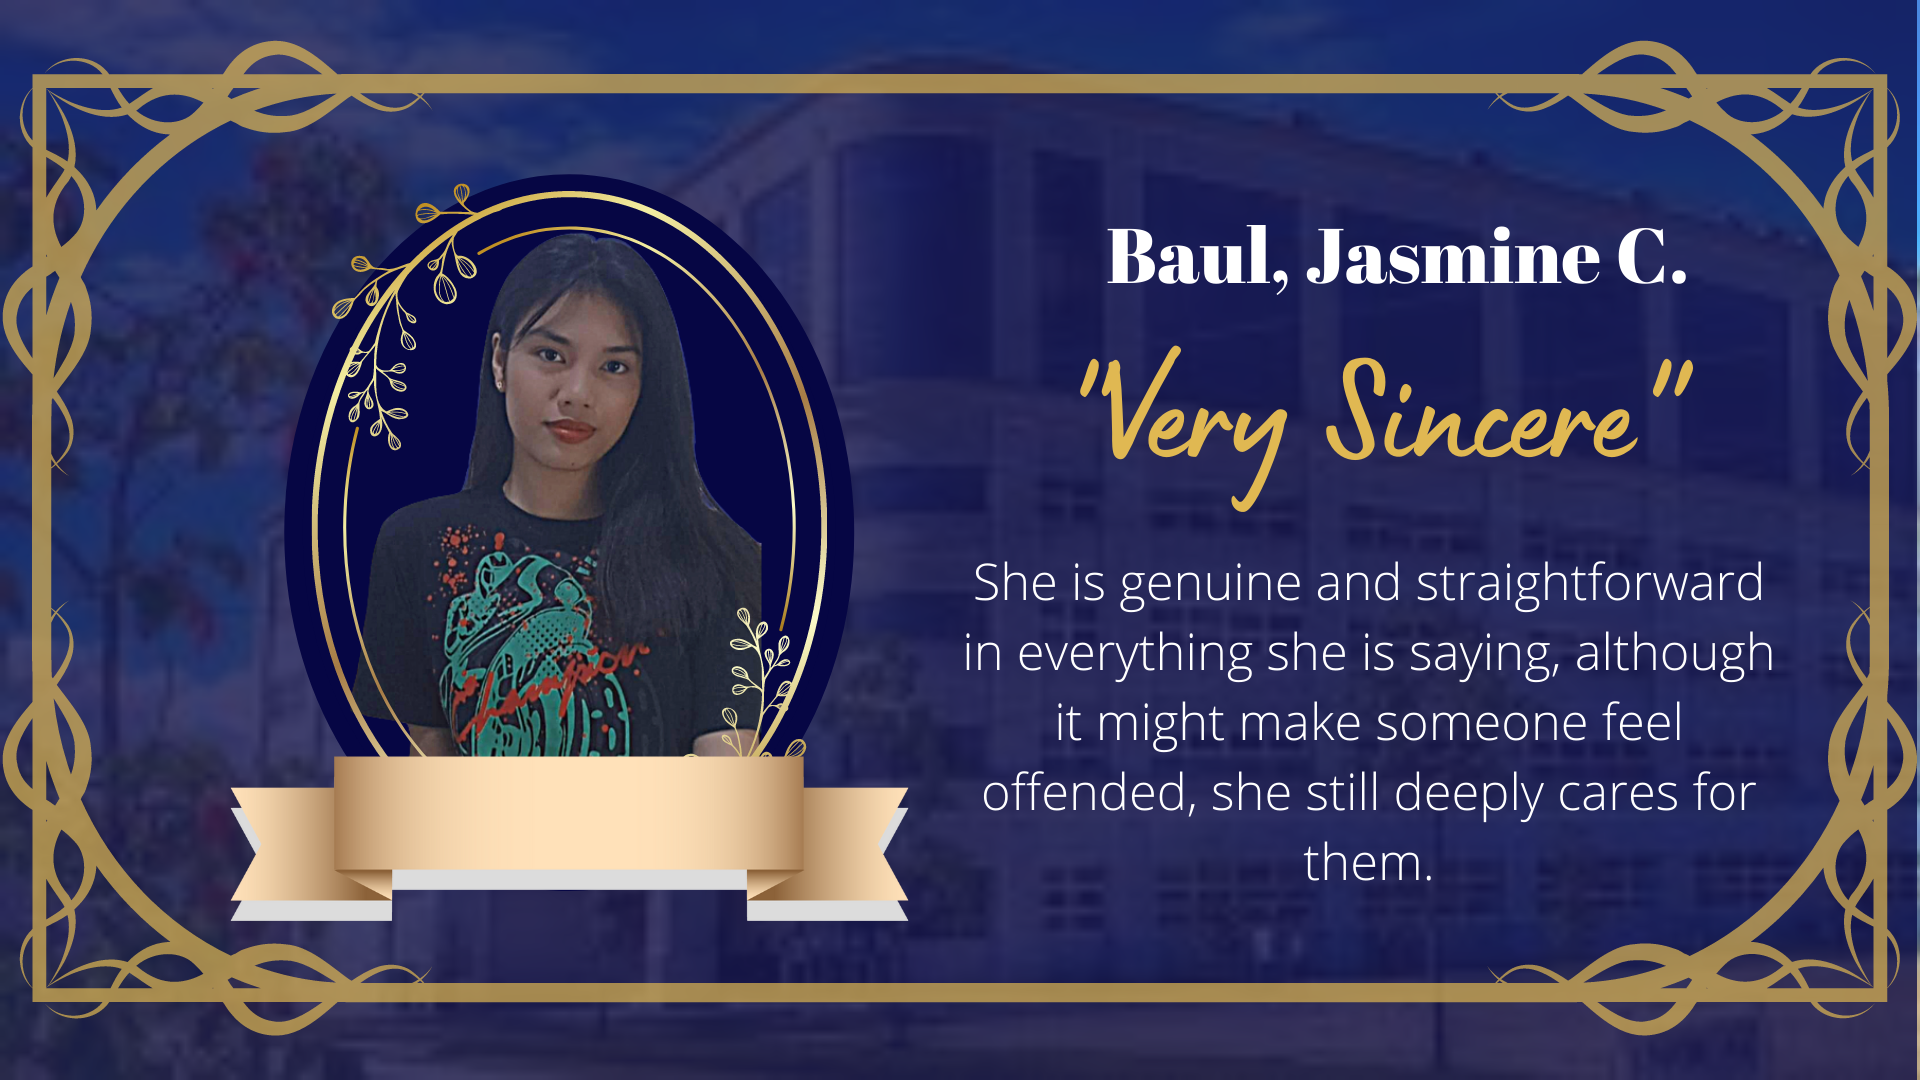 Baul, Jasmine C.
"Very Sincere"
She is genuine and straightforward
in everything she is saying, although
it might make someone feel
offended, she still deeply cares for
them.
Champion